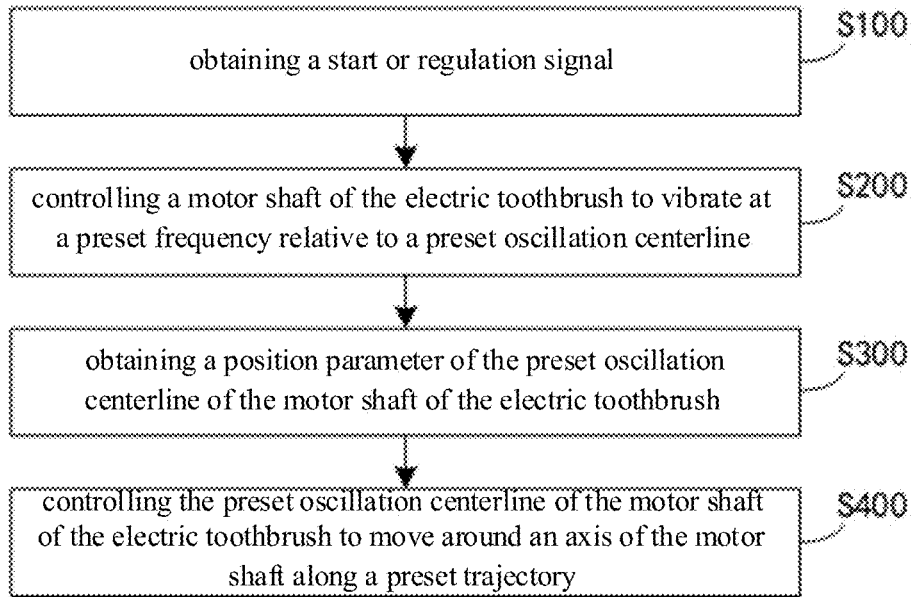 obtaining a start or regulation signal
S100
controlling a motor shaft of the electric toothbrush to vibrate at
a preset frequency relative to a preset oscillation centerline
S200
obtaining a position parameter of the preset oscillation
centerline of the motor shaft of the electric toothbrush
S300
controlling the preset oscillation centerline of the motor shaft
of the electric toothbrush to move around an axis of the motor
shaft along a preset trajectory
S400